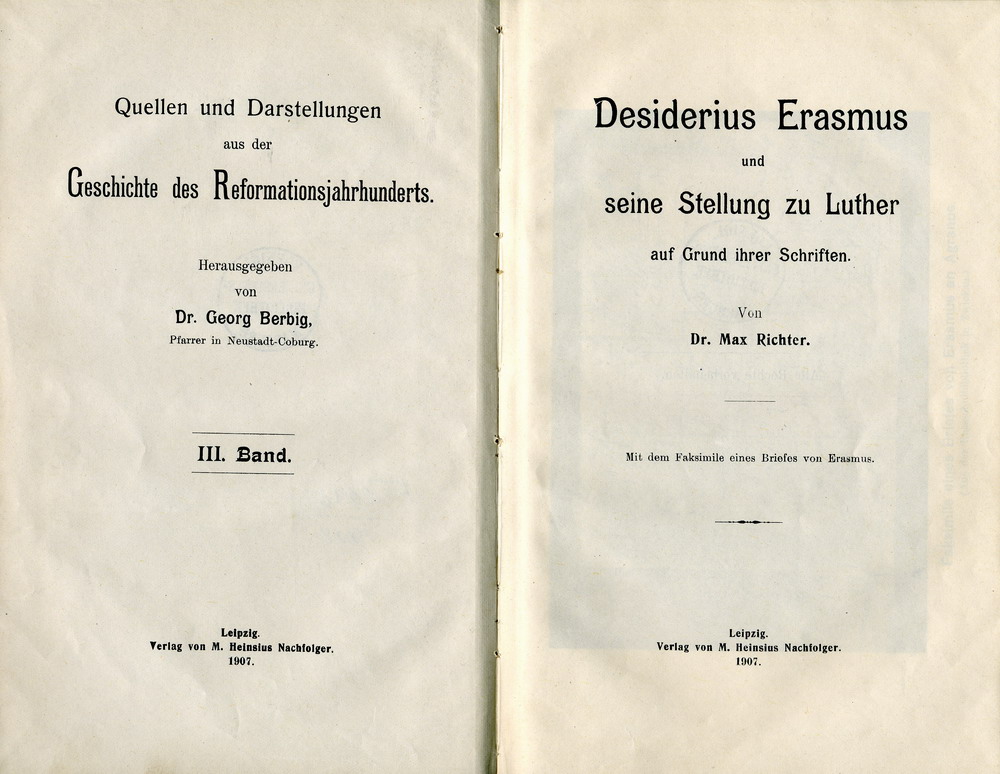 Quellen und Darstellungen
aus der
Geschichte des Reformationsjahrhunderts.
Herausgegeben
von
Dr. Georg Berbig,
Pfarrer in Neustadt-Coburg.
III. Band.
Leipzig.
Verlag von M. Heinsius Nachfolger.
1907.
Desiderius Erasmus
und
seine Stellung zu Luther
auf Grund ihrer Schriften.
Von
Dr. Max Richter.
Mit dem Faksimile eines Briefes von Erasmus.
Leipzig.
Verlag von M. Heinsius Nachfolger.
1907.